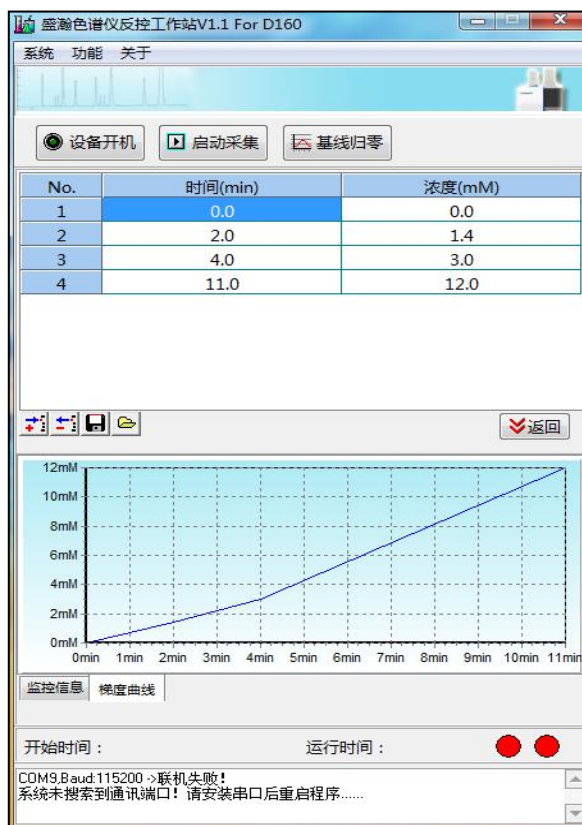 盛瀚色谱仪反控工作站V1.1 For D160
系统 功能 关于
设备开机 启动采集 基线归零
No. 时间(min) 浓度(mM)
1 0.0 0.0
2 2.0 1.4
3 4.0 3.0
4 11.0 12.0
返回
12mM
10mM
8mM
6mM
4mM
2mM
0mM
0min 1min 2min 3min 4min 5min 6min 7min 8min 9min 10min 11min
监控信息 梯度曲线
开始时间： 运行时间：
COM9,Baud:115200 ->联机失败！
系统未搜索到通讯端口！请安装串口后重启程序......